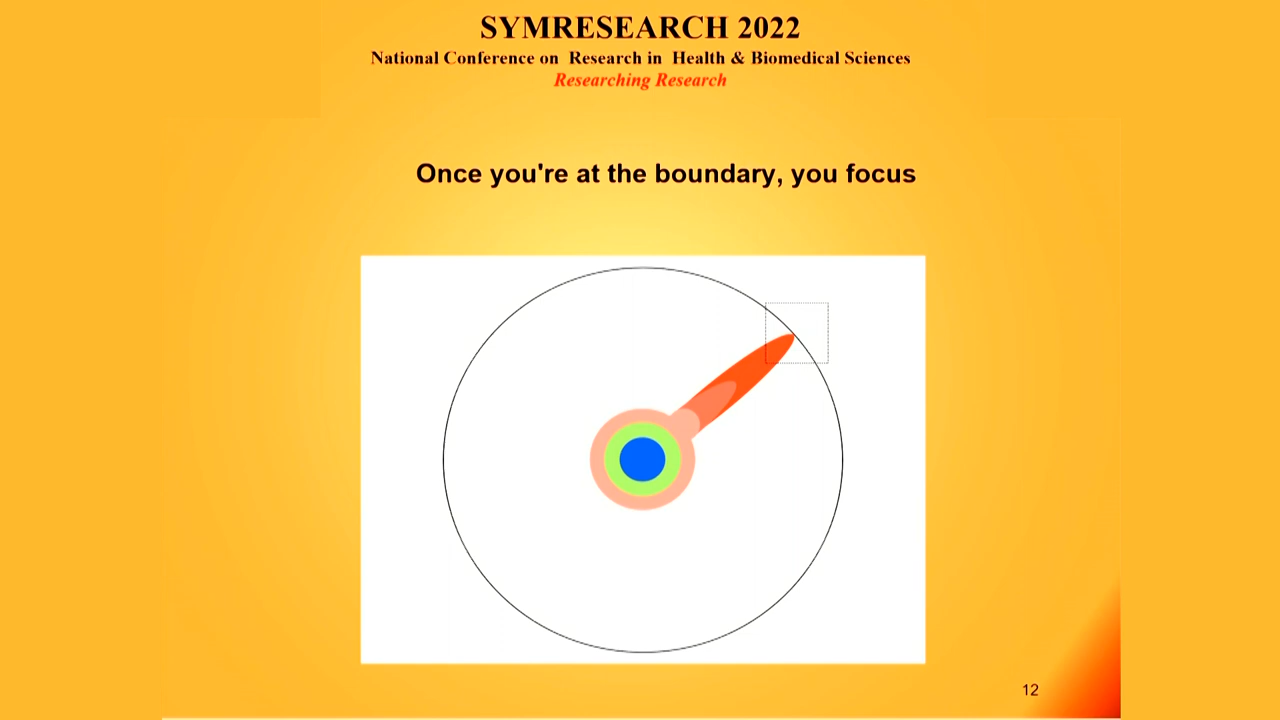 SYMRESEARCH 2022
National Conference on Research in Health & Biomedical Sciences
Researching Research
Once you're at the boundary, you focus
12